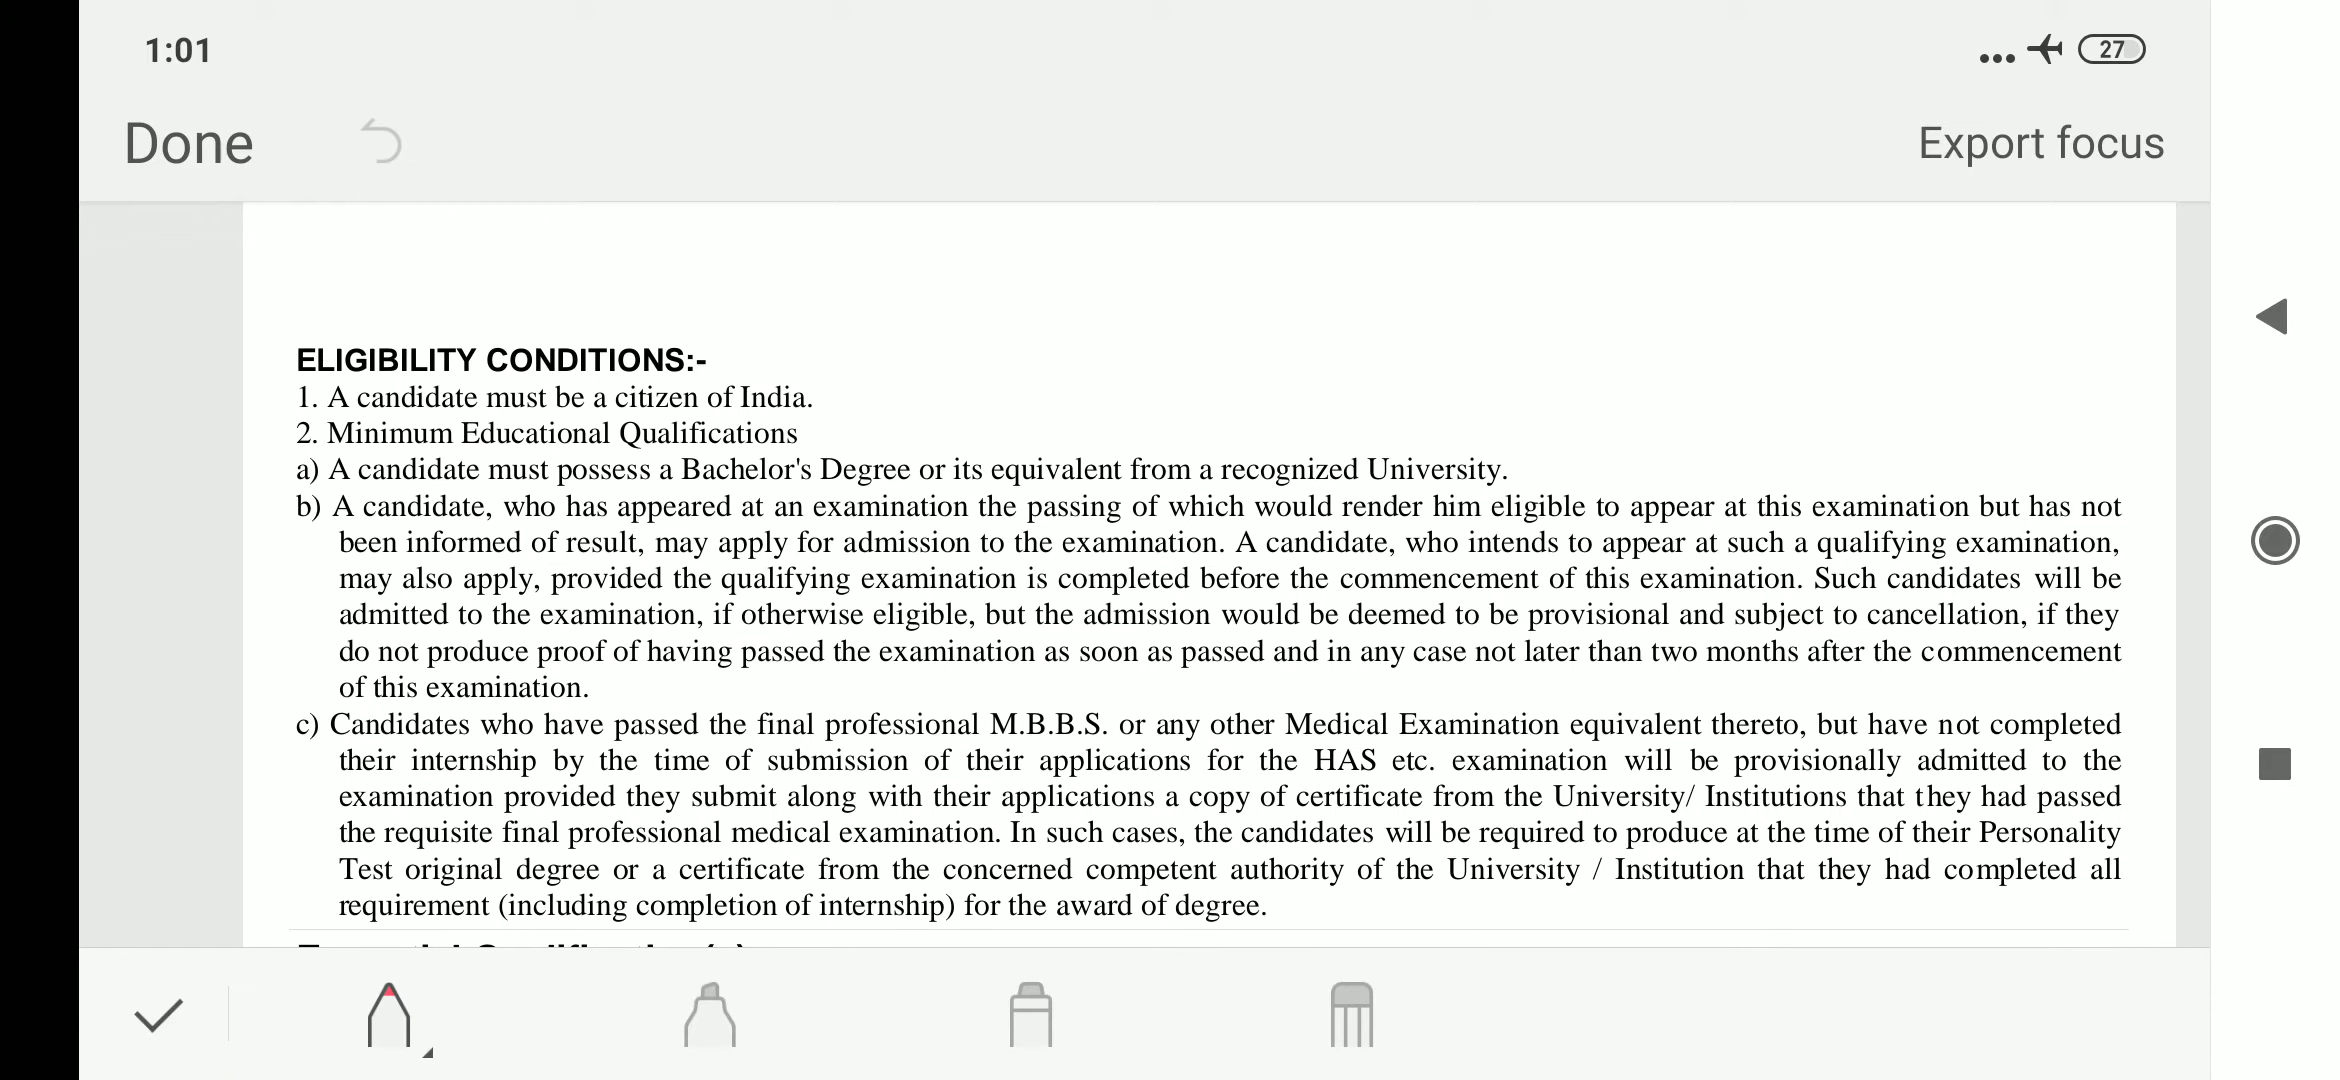 1:01
27
Done
Export focus
ELIGIBILITY CONDITIONS:-
1. A candidate must be a citizen of India.
2. Minimum Educational Qualifications
a) A candidate must possess a Bachelor's Degree or its equivalent from a recognized University.
b) A candidate, who has appeared at an examination the passing of which would render him eligible to appear at this examination but has not
been informed of result, may apply for admission to the examination. A candidate, who intends to appear at such a qualifying examination,
may also apply, provided the qualifying examination is completed before the commencement of this examination. Such candidates will be
admitted to the examination, if otherwise eligible, but the admission would be deemed to be provisional and subject to cancellation, if they
do not produce proof of having passed the examination as soon as passed and in any case not later than two months after the commencement
of this examination.
c) Candidates who have passed the final professional M.B.B.S. or any other Medical Examination equivalent thereto, but have not completed
their internship by the time of submission of their applications for the HAS etc. examination will be provisionally admitted to the
examination provided they submit along with their applications a copy of certificate from the University/ Institutions that they had passed
the requisite final professional medical examination. In such cases, the candidates will be required to produce at the time of their Personality
Test original degree or a certificate from the concerned competent authority of the University / Institution that they had completed all
requirement (including completion of internship) for the award of degree.